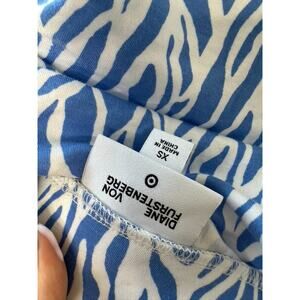 DIANE
VON
FURSTENBERG
XS
MADE IN
CHINA